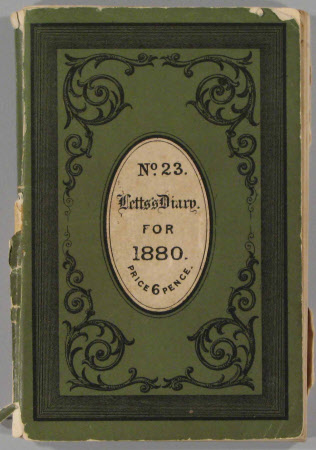 No. 23.
Letts's Diary.
FOR
1880.
PRICE 6 PENCE.